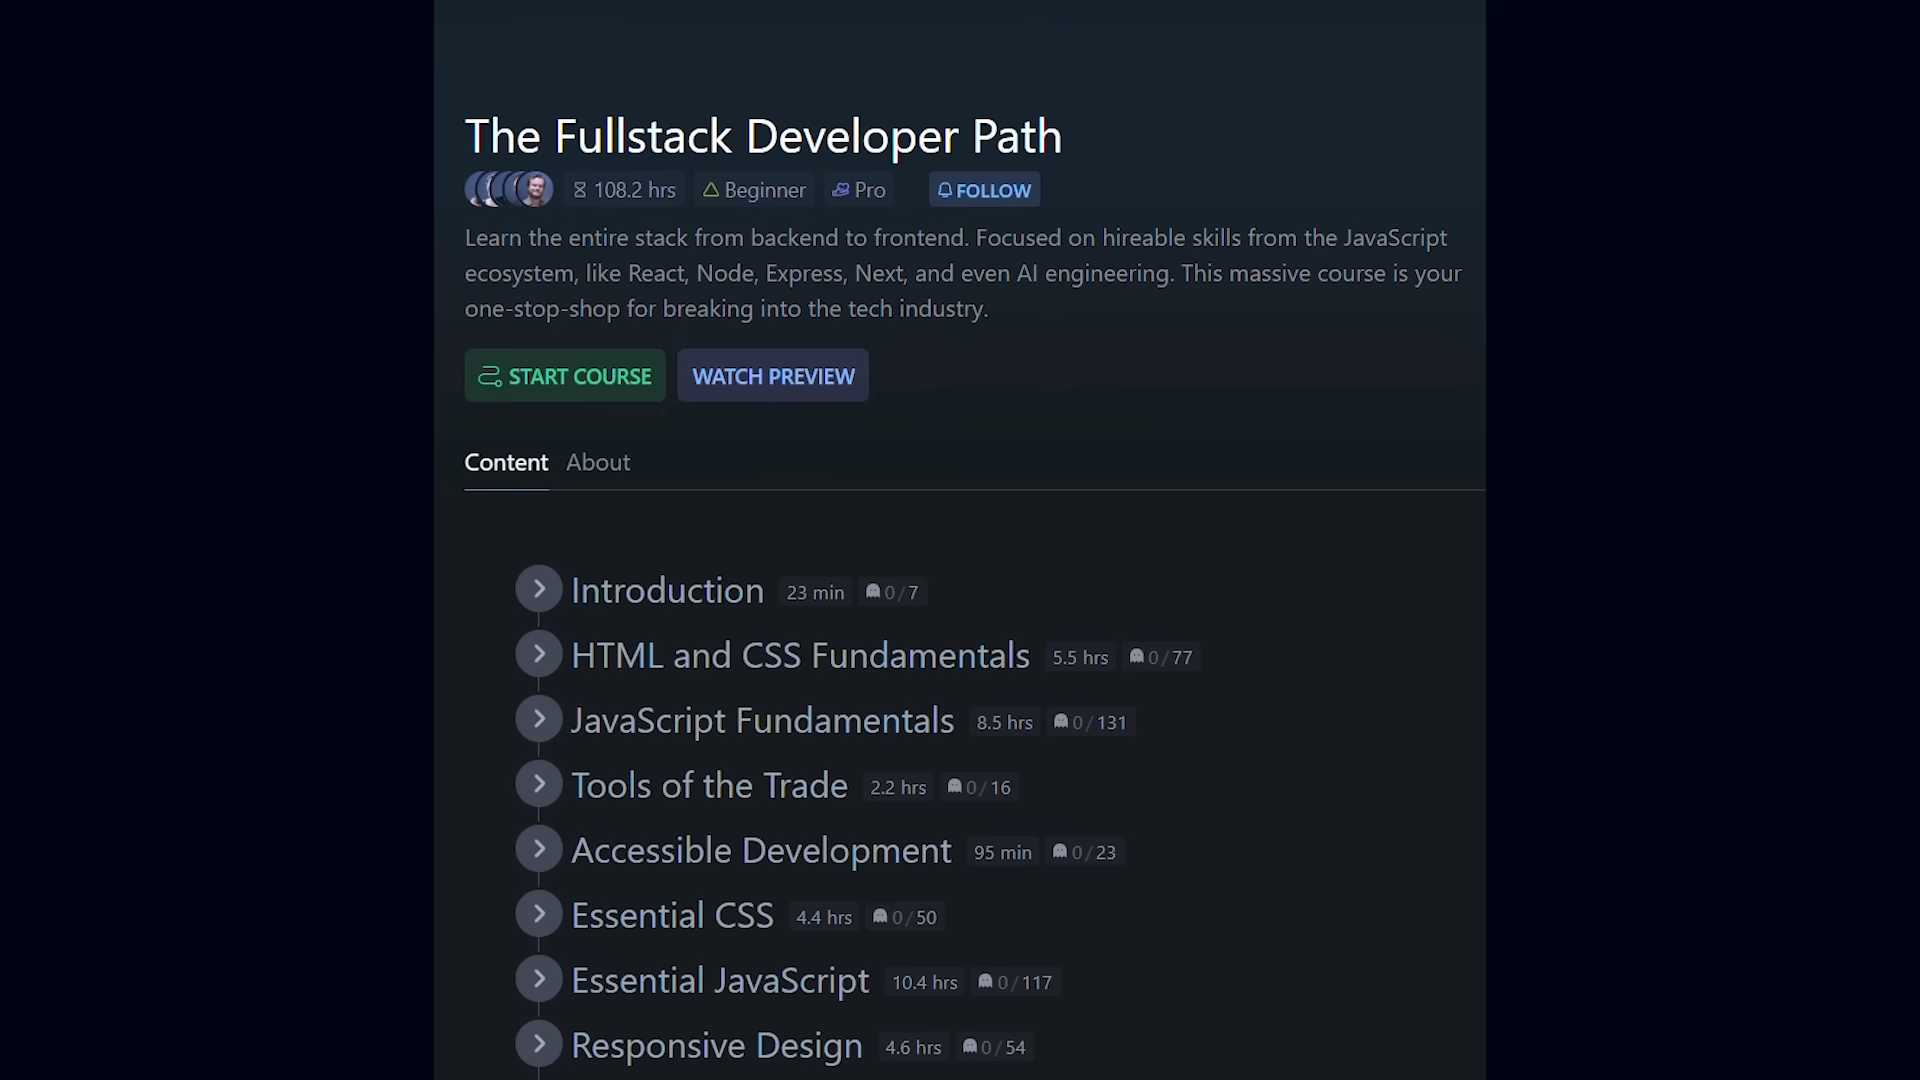 The Fullstack Developer Path
108.2 hrs Beginner Pro FOLLOW
Learn the entire stack from backend to frontend. Focused on hireable skills from the JavaScript
ecosystem, like React, Node, Express, Next, and even AI engineering. This massive course is your
one-stop-shop for breaking into the tech industry.
START COURSE WATCH PREVIEW
Content About
Introduction 23 min 0/7
HTML and CSS Fundamentals 5.5 hrs 0/77
JavaScript Fundamentals 8.5 hrs 0/131
Tools of the Trade 2.2 hrs 0/16
Accessible Development 95 min 0/23
Essential CSS 4.4 hrs 0/50
Essential JavaScript 10.4 hrs 0/117
Responsive Design 4.6 hrs 0/54